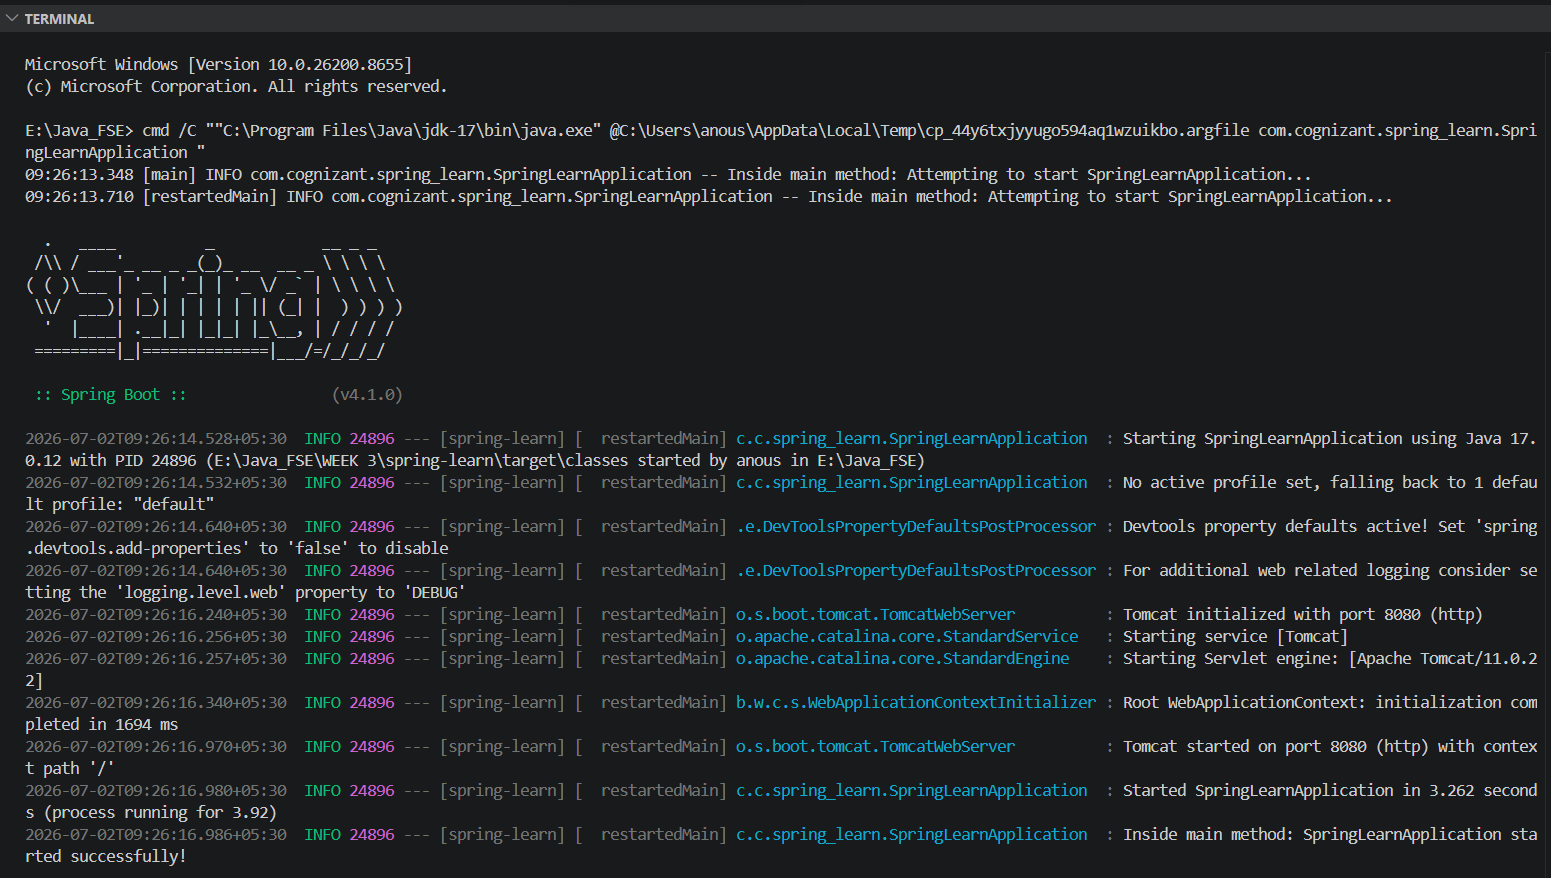 TERMINAL
Microsoft Windows [Version 10.0.26200.8655]
(c) Microsoft Corporation. All rights reserved.
E:\Java_FSE> cmd /C ""C:\Program Files\Java\jdk-17\bin\java.exe" @C:\Users\anous\AppData\Local\Temp\cp_44y6txjyyugo594aq1wzuikbo.argfile com.cognizant.spring_learn.Spri
ngLearnApplication "
09:26:13.348 [main] INFO com.cognizant.spring_learn.SpringLearnApplication -- Inside main method: Attempting to start SpringLearnApplication...
09:26:13.710 [restartedMain] INFO com.cognizant.spring_learn.SpringLearnApplication -- Inside main method: Attempting to start SpringLearnApplication...
  .   ____          _            __ _ _
 /\\ / ___'_ __ _ _(_)_ __  __ _ \ \ \ \
( ( )\___ | '_ | '_| | '_ \/ _` | \ \ \ \
 \\/  ___)| |_)| | | | | || (_| |  ) ) ) )
  '  |____| .__|_| |_|_| |_\__, | / / / /
 =========|_|==============|___/=/_/_/_/
 :: Spring Boot ::                (v4.1.0)
2026-07-02T09:26:14.528+05:30  INFO 24896 --- [spring-learn] [  restartedMain] c.c.spring_learn.SpringLearnApplication  : Starting SpringLearnApplication using Java 17.
0.12 with PID 24896 (E:\Java_FSE\WEEK 3\spring-learn\target\classes started by anous in E:\Java_FSE)
2026-07-02T09:26:14.532+05:30  INFO 24896 --- [spring-learn] [  restartedMain] c.c.spring_learn.SpringLearnApplication  : No active profile set, falling back to 1 defau
lt profile: "default"
2026-07-02T09:26:14.640+05:30  INFO 24896 --- [spring-learn] [  restartedMain] .e.DevToolsPropertyDefaultsPostProcessor : Devtools property defaults active! Set 'spring
.devtools.add-properties' to 'false' to disable
2026-07-02T09:26:14.640+05:30  INFO 24896 --- [spring-learn] [  restartedMain] .e.DevToolsPropertyDefaultsPostProcessor : For additional web related logging consider se
tting the 'logging.level.web' property to 'DEBUG'
2026-07-02T09:26:16.240+05:30  INFO 24896 --- [spring-learn] [  restartedMain] o.s.boot.tomcat.TomcatWebServer          : Tomcat initialized with port 8080 (http)
2026-07-02T09:26:16.256+05:30  INFO 24896 --- [spring-learn] [  restartedMain] o.apache.catalina.core.StandardService   : Starting service [Tomcat]
2026-07-02T09:26:16.257+05:30  INFO 24896 --- [spring-learn] [  restartedMain] o.apache.catalina.core.StandardEngine    : Starting Servlet engine: [Apache Tomcat/11.0.2
2]
2026-07-02T09:26:16.340+05:30  INFO 24896 --- [spring-learn] [  restartedMain] b.w.c.s.WebApplicationContextInitializer : Root WebApplicationContext: initialization com
pleted in 1694 ms
2026-07-02T09:26:16.970+05:30  INFO 24896 --- [spring-learn] [  restartedMain] o.s.boot.tomcat.TomcatWebServer          : Tomcat started on port 8080 (http) with contex
t path '/'
2026-07-02T09:26:16.980+05:30  INFO 24896 --- [spring-learn] [  restartedMain] c.c.spring_learn.SpringLearnApplication  : Started SpringLearnApplication in 3.262 second
s (process running for 3.92)
2026-07-02T09:26:16.986+05:30  INFO 24896 --- [spring-learn] [  restartedMain] c.c.spring_learn.SpringLearnApplication  : Inside main method: SpringLearnApplication sta
rted successfully!